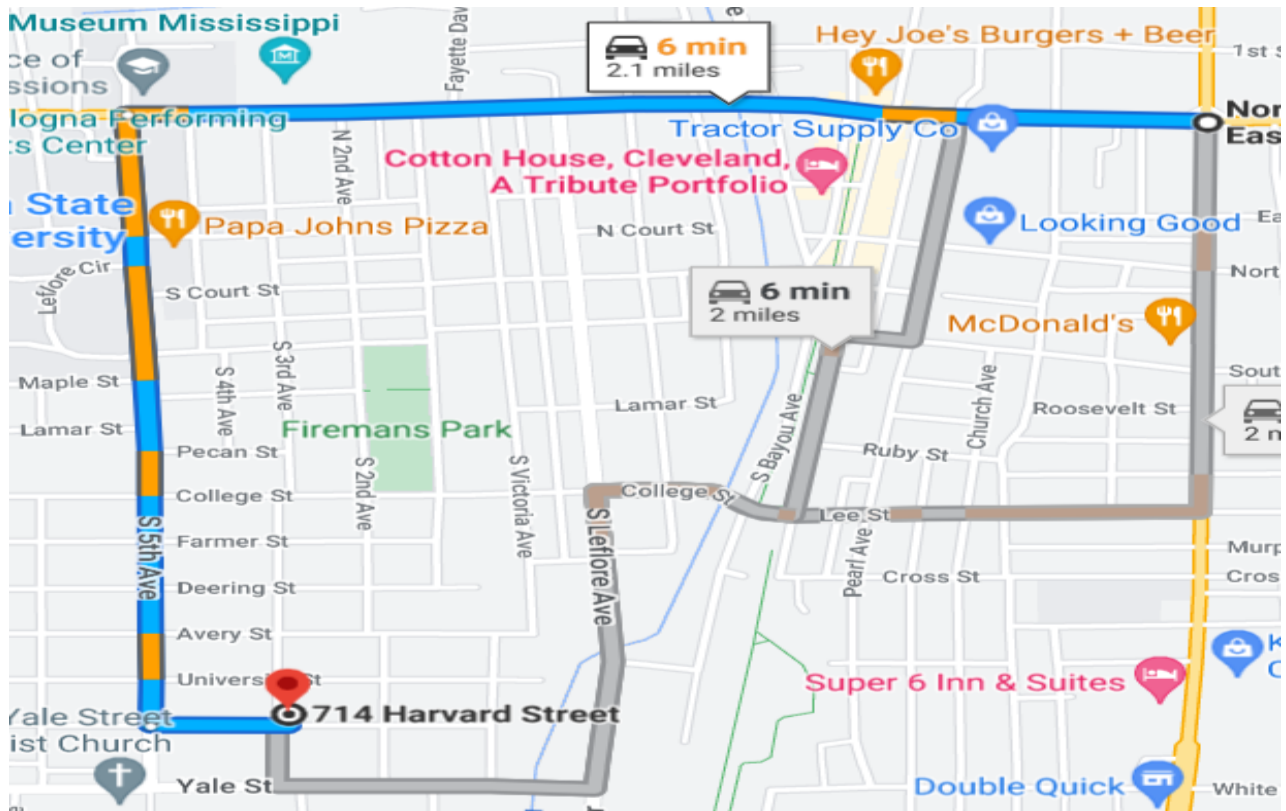 Museum Mississippi
ce of
ssions
Fayette Dav
6 min
2.1 miles
Hey Joe's Burgers + Beer
1st S
logna Performing
ts Center
Tractor Supply Co
Nor
Eas
N 2nd Ave
Cotton House, Cleveland,
A Tribute Portfolio
State
ersity
Papa Johns Pizza
N Court St
Looking Good
Ea
Leflore Cir
S Court St
Nort
6 min
2 miles
McDonald's
Maple St
S 4th Ave
S 3rd Ave
Lamar St
Roosevelt St
Sout
Church Ave
2 m
Lamar St
Firemans Park
S Bayou Ave
Ruby St
Pecan St
S 2nd Ave
S Victoria Ave
College St
College St
Lee St
S 5th Ave
Farmer St
S Leflore Ave
Pearl Ave
Murp
Deering St
Cross St
Cros
Avery St
K
C
Univers St
Super 6 Inn & Suites
714 Harvard Street
Yale Street
ist Church
Yale St
Double Quick
White